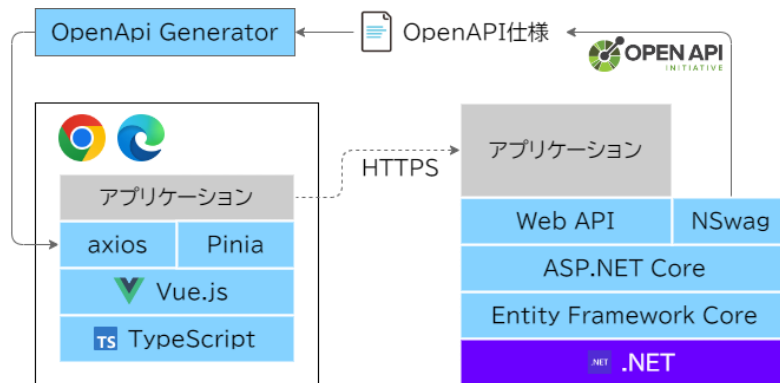 OpenApi Generator
OpenAPI仕様
OPEN API
INITIATIVE
アプリケーション
axios
Pinia
Vue.js
TS TypeScript
HTTPS
アプリケーション
Web API
NSwag
ASP.NET Core
Entity Framework Core
.NET .NET